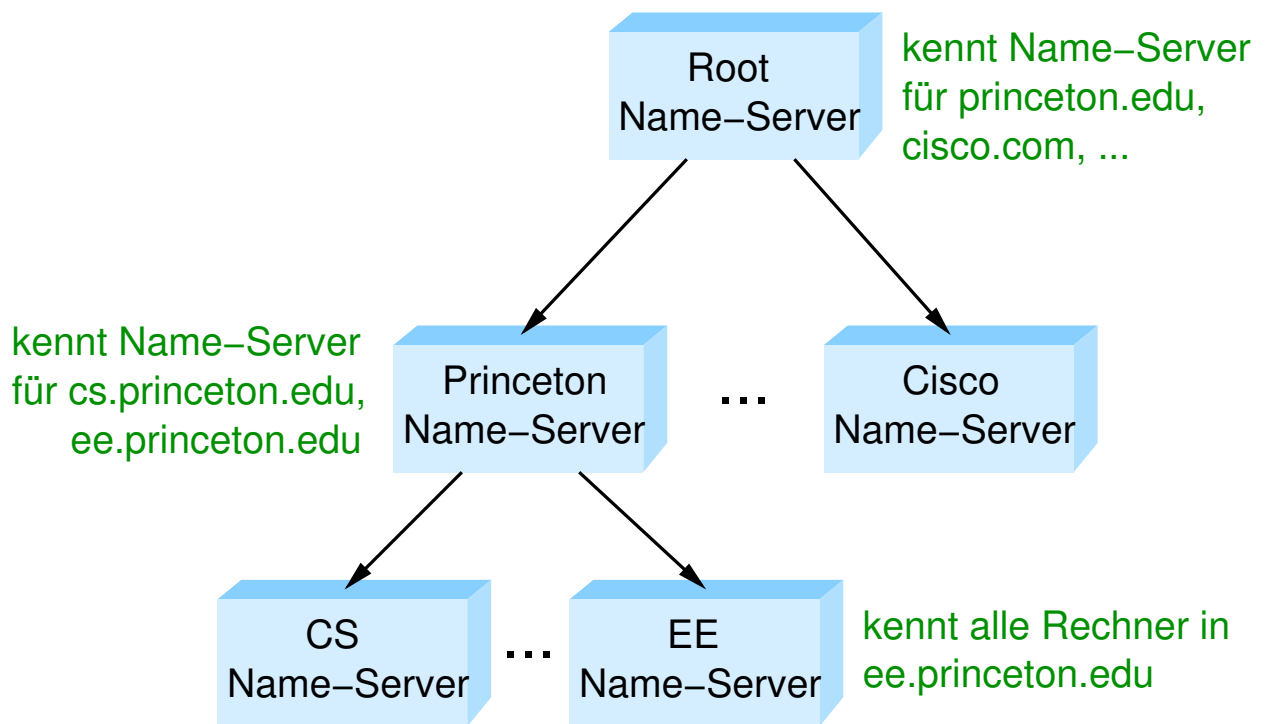 Root
Name−Server
kennt Name−Server
für princeton.edu,
cisco.com, ...
kennt Name−Server
für cs.princeton.edu,
ee.princeton.edu
Princeton
Name−Server
...
Cisco
Name−Server
CS
Name−Server
...
EE
Name−Server
kennt alle Rechner in
ee.princeton.edu